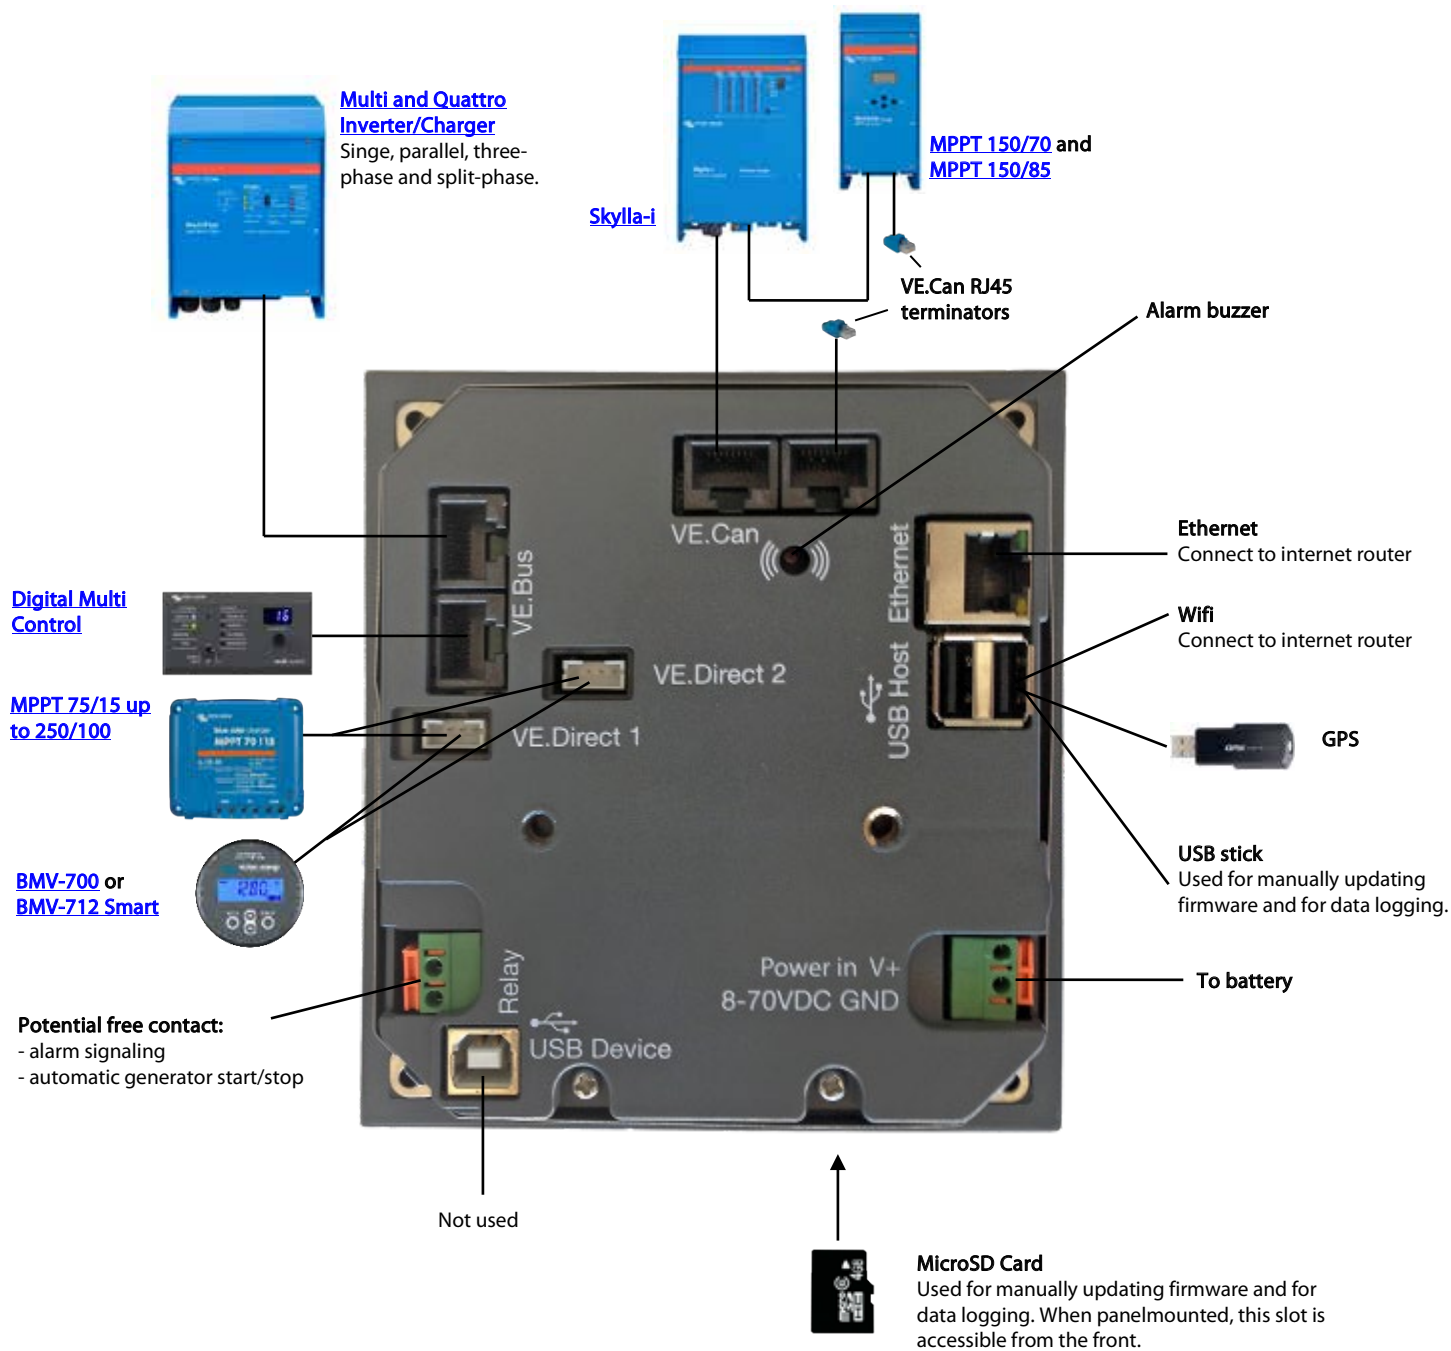 Multi and Quattro
Inverter/Charger
Singe, parallel, three-
phase and split-phase.
MPPT 150/70 and
MPPT 150/85
Skylla-i
VE.Can RJ45
terminators
Alarm buzzer
VE.Can
Ethernet
Ethernet
Connect to internet router
VE.Bus
Digital Multi
Control
16
Wifi
Connect to internet router
USB Host
VE.Direct 2
MPPT 75/15 up
to 250/100
MPPT 70 | 15
VE.Direct 1
GPS
GPS
BMV-700 or
BMV-712 Smart
USB stick
Used for manually updating
firmware and for data logging.
Relay
Power in V+
8-70VDC GND
To battery
Potential free contact:
- alarm signaling
- automatic generator start/stop
USB Device
Not used
4GB
MicroSD Card
Used for manually updating firmware and for
data logging. When panelmounted, this slot is
accessible from the front.